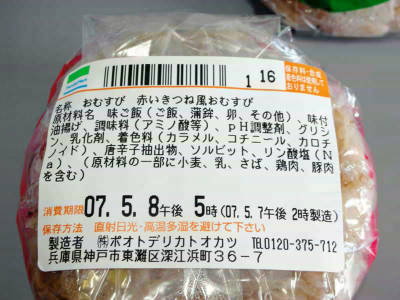 保存料・合成
着色料は使用して
おりません
1 16
名称 おむすび 赤いきつね風おむすび
原材料名 味ご飯(ご飯、蒲鉾、卵、その他)、味付
油揚げ、調味料(アミノ酸等)、pH調整剤、グリシ
ン、乳化剤、着色料(カラメル、コチニール、カロチ
ノイド)、唐辛子抽出物、ソルビット、リン酸塩(N
a)、(原材料の一部に小麦、乳、さば、鶏肉、豚肉
を含む)
消費期限 07. 5. 8午後 5時(07. 5. 7午後 2時製造)
保存方法 直射日光・高温多湿を避けて下さい
製造者 ㈱ポオトデリカトオカツ ℡0120-375-712
兵庫県神戸市東灘区深江浜町36-7